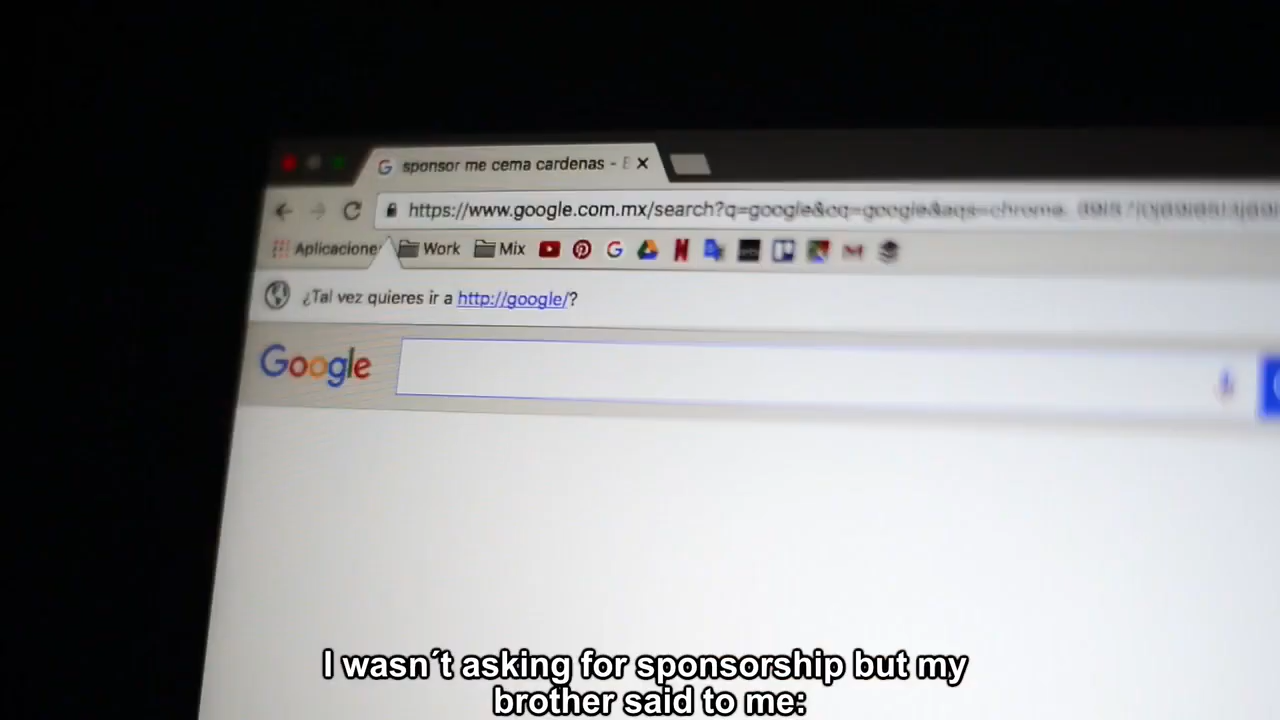 sponsor me cema cardenas -
https://www.google.com.mx/search?q=google&oq=google&aqs=chrome.
Aplicacione
Work
Mix
¿Tal vez quieres ir a http://google/?
Google
I wasn´t asking for sponsorship but my
brother said to me: